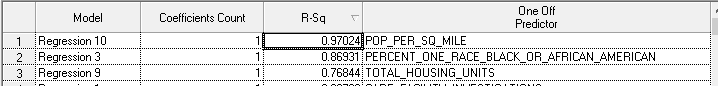 Model Coefficients Count R-Sq One Off Predictor
1 Regression 10 1 0.97024 POP_PER_SQ_MILE
2 Regression 3 1 0.86931 PERCENT_ONE_RACE_BLACK_OR_AFRICAN_AMERICAN
3 Regression 9 1 0.76844 TOTAL_HOUSING_UNITS